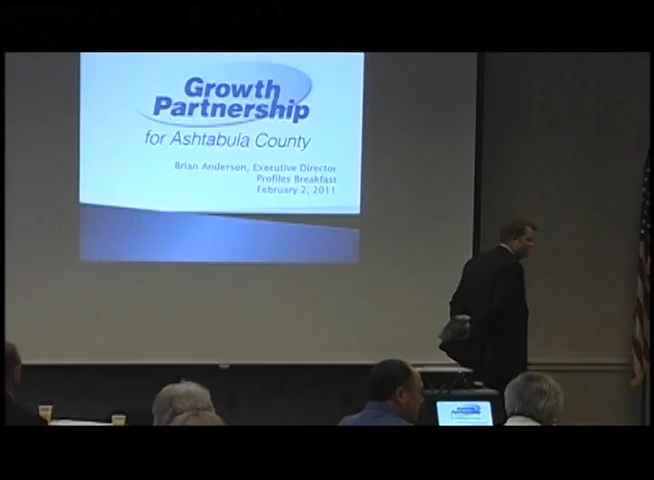 Growth
Partnership
for Ashtabula County
Brian Anderson, Executive Director
Profiles Breakfast
February 2, 2011